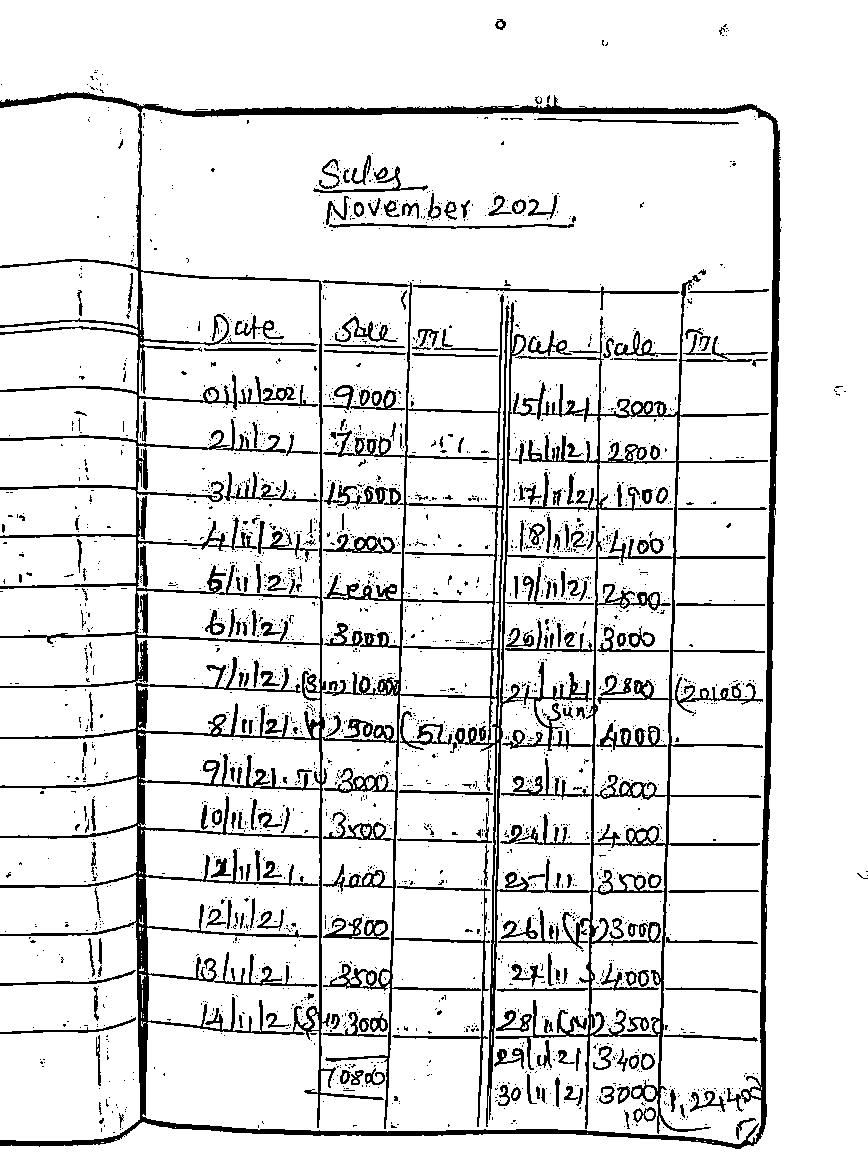 Sales
November 2021.
Date Sale TTL Date Sale TTL
01/11/2021. 9000 15/11/21 3000
2/11/21 7000 16/11/21 2800
3/11/21. 15,000 17/11/21. 1900
4/11/21. 2000 18/11/21 4100
5/11/21. Leave 19/11/21 2800
6/11/21 3000 20/11/21. 3000
7/11/21. (Sun) 10,000 21/11/21 (Sun) 2800 (20100)
8/11/21. 5000 (51,000) 22/11 4000
9/11/21. TU 3000 23/11 3000
10/11/21 3500 24/11 4000
11/11/21. 4000 25/11 3500
12/11/21. 2800 26/11 3000
13/11/21 3500 27/11 S 4000
14/11/2 3000 28/11 (sun) 3500
29/11/21 3400
70800 30/11/21 3000 (1,22,400)
100